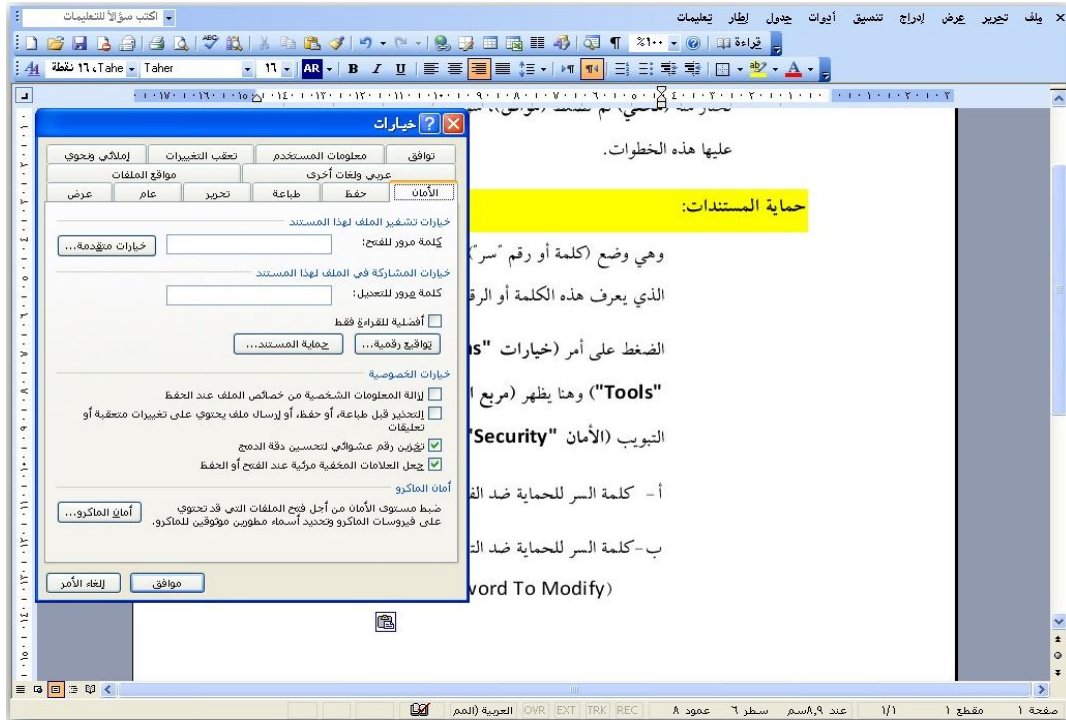 ملف تحرير عرض إدراج تنسيق أدوات جدول إطار تعليمات
اكتب سؤالاً للتعليمات
قراءة ١٠٠%
١٦ نقطة، Tahe Taher ١٦ AR B I U
عليها هذه الخطوات.
حماية المستندات:
وهي وضع (كلمة أو رقم "سر")
الذي يعرف هذه الكلمة أو
الضغط على أمر (خيارات
"Tools") وهنا يظهر (مربع
التبويب (الأمان "Security"
أ - كلمة السر للحماية ضد
ب-كلمة السر للحماية ضد
To Modify)
خيارات
توافق معلومات المستخدم تعقب التغييرات إملائي ونحوي
عربي ولغات أخرى مواقع الملفات
الأمان حفظ طباعة تحرير عام عرض
خيارات تشفير الملف لهذا المستند
كلمة مرور للفتح: خيارات متقدمة...
خيارات المشاركة في الملف لهذا المستند
كلمة مرور للتعديل:
أفضلية للقراءة فقط
تواقيع رقمية... حماية المستند...
خيارات الخصوصية
إزالة المعلومات الشخصية من خصائص الملف عند الحفظ
التحذير قبل طباعة، أو حفظ، أو إرسال ملف يحتوي على تغييرات متعقبة أو
تعليقات
تخزين رقم عشوائي لتحسين دقة الدمج
جعل العلامات المخفية مرئية عند الفتح أو الحفظ
أمان الماكرو
ضبط مستوى الأمان من أجل فتح الملفات التي قد تحتوي
على فيروسات الماكرو وتحديد أسماء مطورين موثوقين للماكرو.
أمان الماكرو...
موافق إلغاء الأمر
صفحة ١ مقطع ١ ١/١ عند ٨,٩سم سطر ٦ عمود ٨ REC TRK EXT OVR العربية (المم